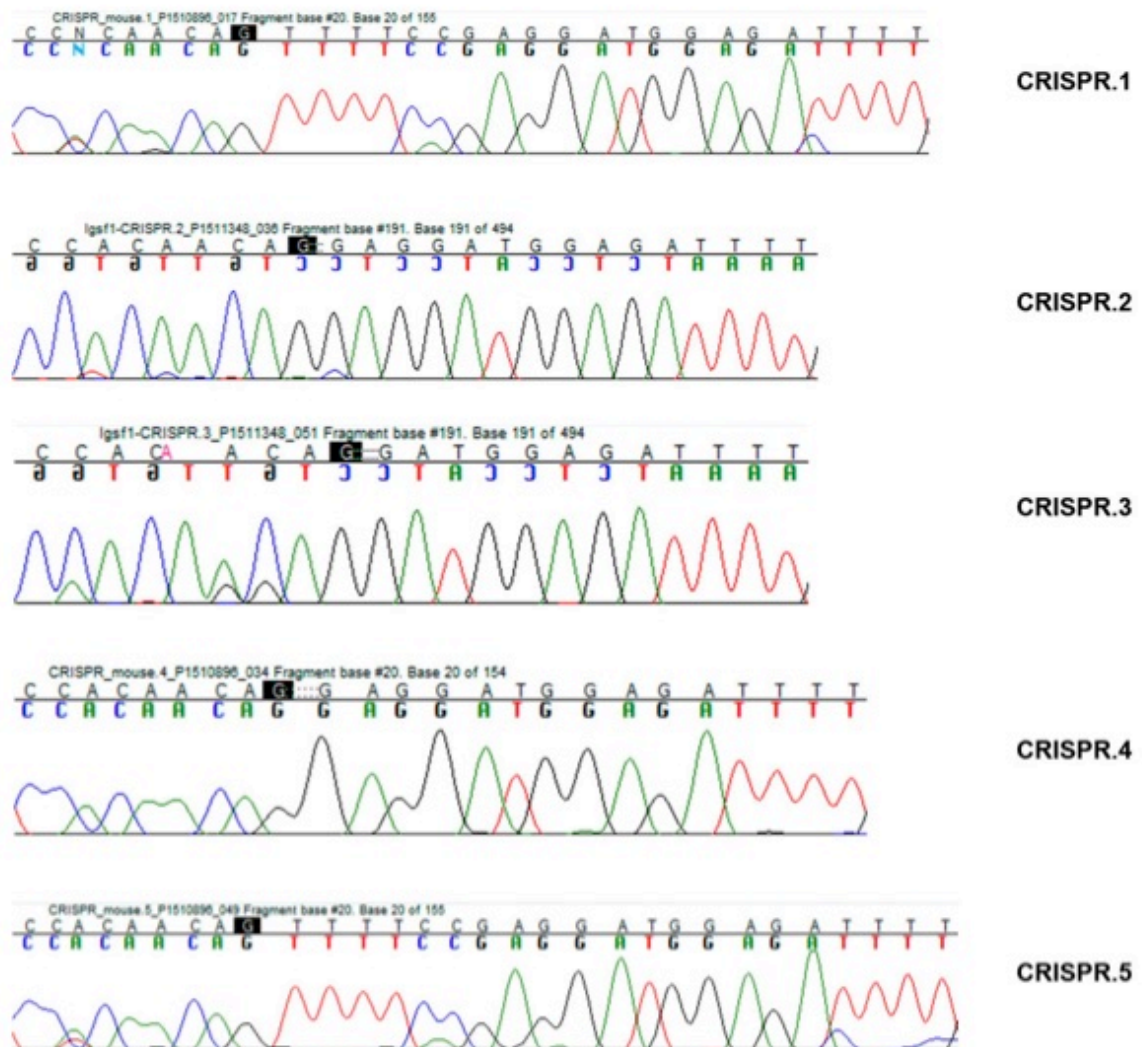 CRISPR_mouse.1_P1510896_017 Fragment base #20. Base 20 of 155
C C N C A A C A G T T T T C C G A G G A T G G A G A T T T T
C C N C A A C A G T T T T C C G A G G A T G G A G A T T T T
CRISPR.1
Igsf1-CRISPR.2_P1511348_036 Fragment base #191. Base 191 of 494
C C A C A A C A G G A G G A T G G A G A T T T T
G G T G T T G T C C T C C T A C C T C T A A A A
CRISPR.2
Igsf1-CRISPR.3_P1511348_051 Fragment base #191. Base 191 of 494
C C A C A A C A G G A T G G A G A T T T T
G G T G T T G T C C T A C C T C T A A A A
CRISPR.3
CRISPR_mouse.4_P1510896_034 Fragment base #20. Base 20 of 154
C C A C A A C A G :::: G A G G A T G G A G A T T T T
C C A C A A C A G G A G G A T G G A G A T T T T
CRISPR.4
CRISPR_mouse.5_P1510896_049 Fragment base #20. Base 20 of 155
C C A C A A C A G T T T T C C G A G G A T G G A G A T T T T
C C A C A A C A G T T T T C C G A G G A T G G A G A T T T T
CRISPR.5